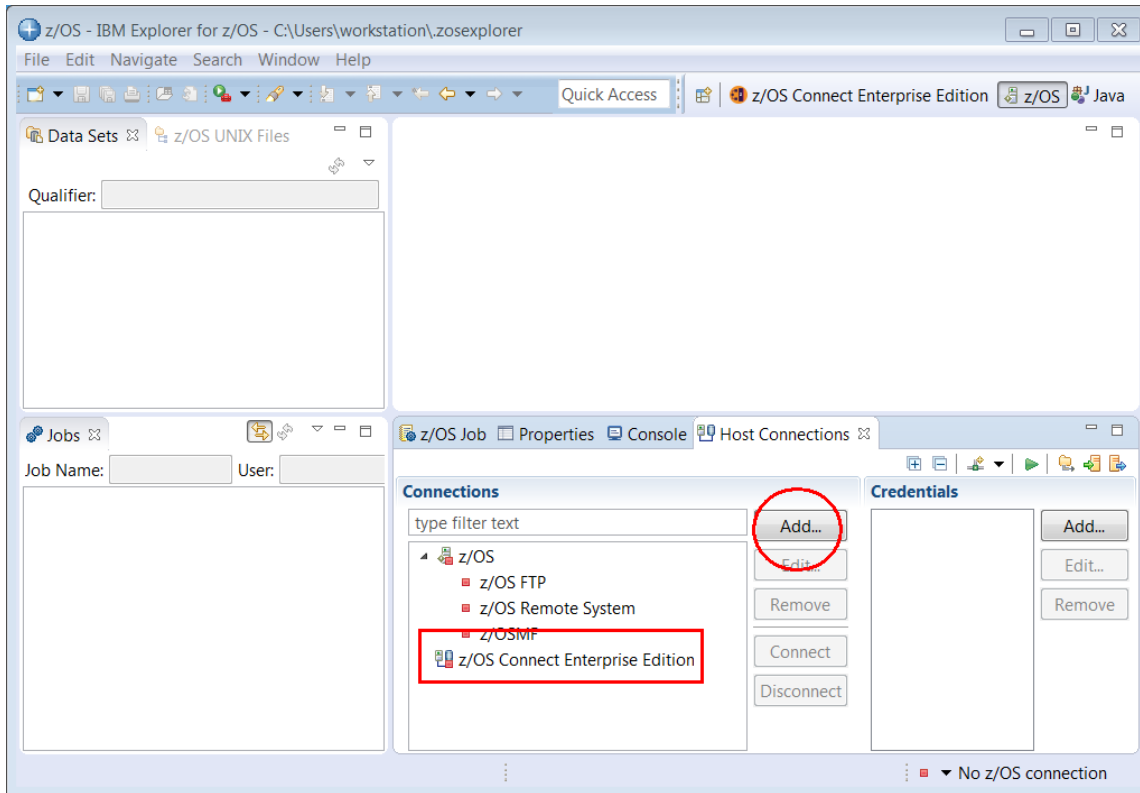 z/OS - IBM Explorer for z/OS - C:\Users\workstation\.zosexplorer
File Edit Navigate Search Window Help
Quick Access z/OS Connect Enterprise Edition z/OS Java
Data Sets z/OS UNIX Files
Qualifier:
Jobs
Job Name: User:
z/OS Job Properties Console Host Connections
Connections
type filter text
z/OS
z/OS FTP
z/OS Remote System
z/OSMF
z/OS Connect Enterprise Edition
Add...
Edit...
Remove
Connect
Disconnect
Credentials
Add...
Edit...
Remove
No z/OS connection